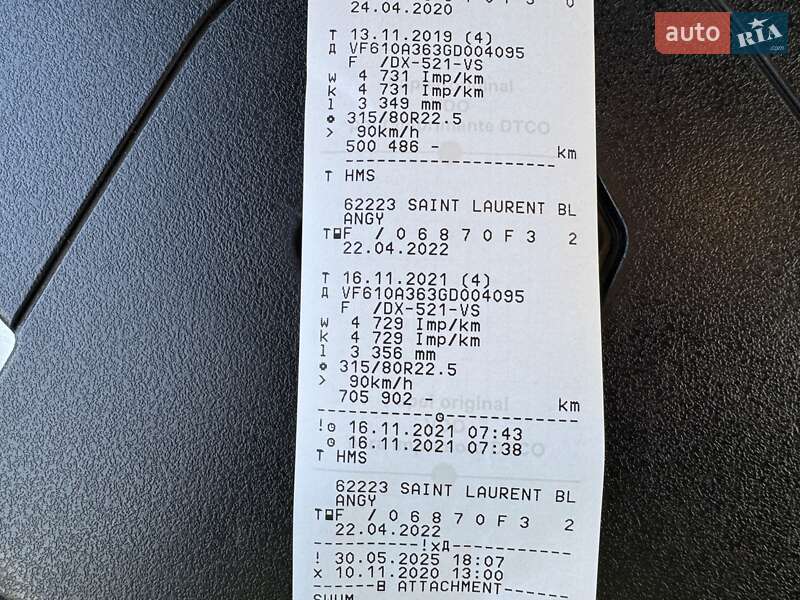 24.04.2020
T 13.11.2019 (4)
Д VF610A363GD004095
F /DX-521-VS
w 4 731 Imp/km
k 4 731 Imp/km
l 3 349 mm
315/80R22.5
> 90km/h
500 486 - km
T HMS
62223 SAINT LAURENT BL
ANGY
T F / 0 6 8 7 0 F 3 2
22.04.2022
T 16.11.2021 (4)
Д VF610A363GD004095
F /DX-521-VS
w 4 729 Imp/km
k 4 729 Imp/km
l 3 356 mm
315/80R22.5
> 90km/h
705 902 - km
! 16.11.2021 07:43
16.11.2021 07:38
T HMS
62223 SAINT LAURENT BL
ANGY
T F / 0 6 8 7 0 F 3 2
22.04.2022
!xД
! 30.05.2025 18:07
x 10.11.2020 13:00
B ATTACHMENT
auto RIA